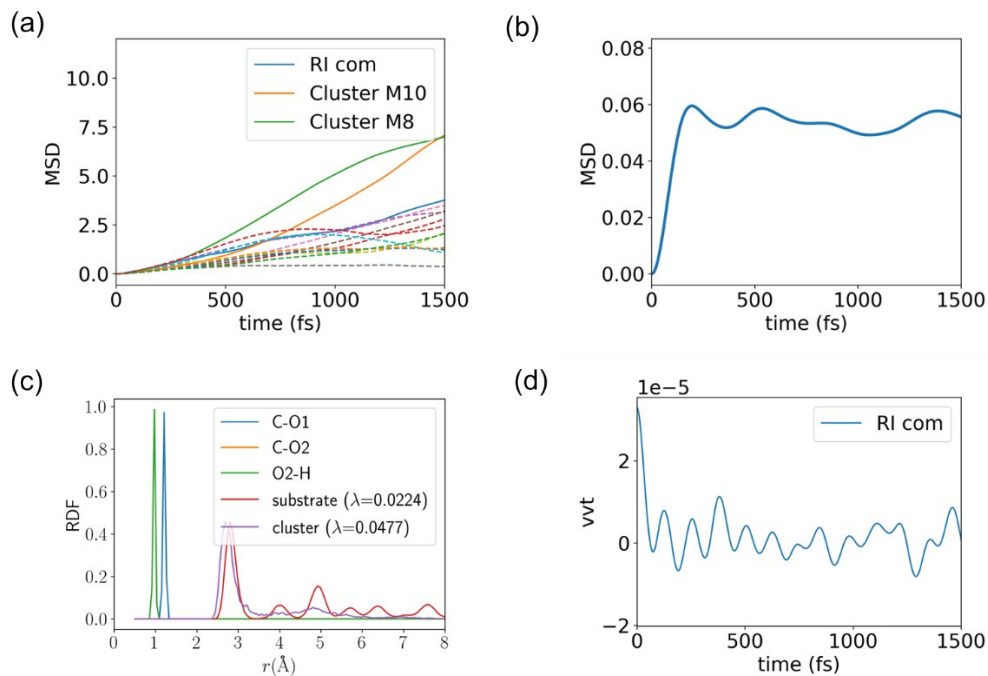 (a)
10.0
7.5
5.0
2.5
0.0
MSD
0 500 1000 1500
time (fs)
RI com
Cluster M10
Cluster M8
(b)
0.08
0.06
0.04
0.02
0.00
MSD
0 500 1000 1500
time (fs)
(c)
1.0
0.8
0.6
0.4
0.2
0.0
RDF
0 1 2 3 4 5 6 7 8
r(Å)
C-O1
C-O2
O2-H
substrate (λ=0.0224)
cluster (λ=0.0477)
(d)
1e−5
2
0
−2
vvt
0 500 1000 1500
time (fs)
RI com